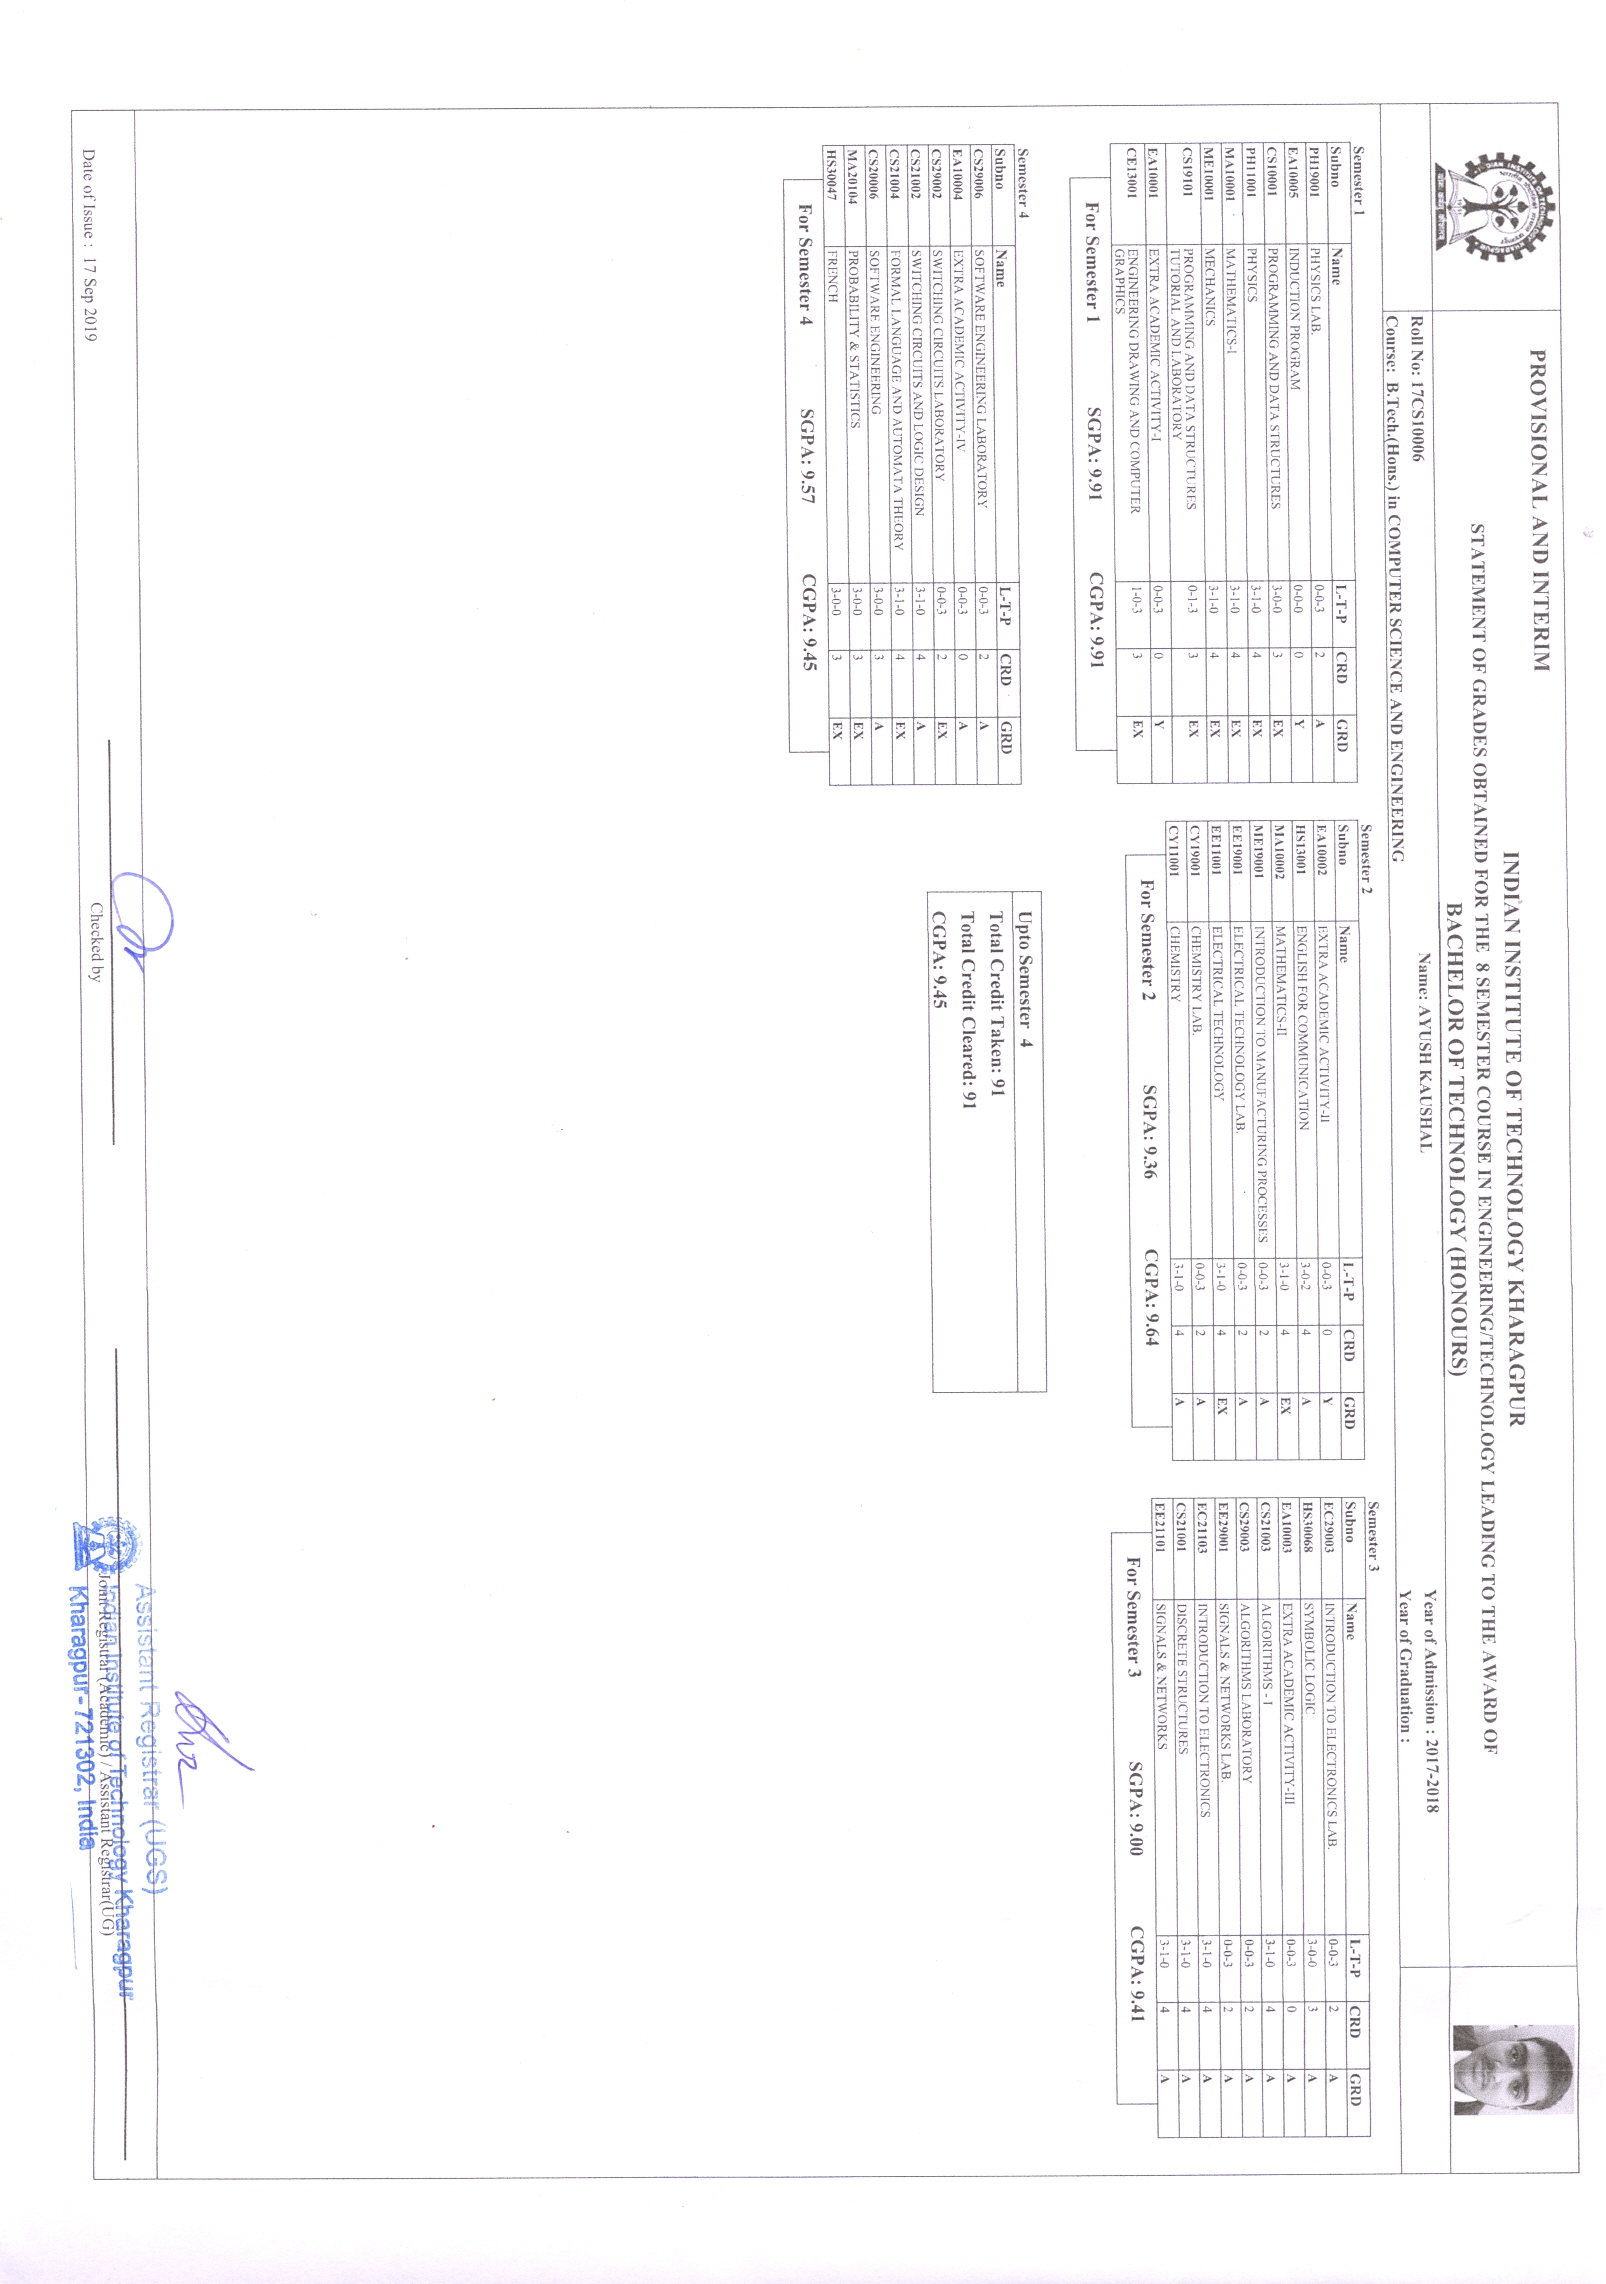 PROVISIONAL AND INTERIM
INDIAN INSTITUTE OF TECHNOLOGY KHARAGPUR
STATEMENT OF GRADES OBTAINED FOR THE 8 SEMESTER COURSE IN ENGINEERING/TECHNOLOGY LEADING TO THE AWARD OF
BACHELOR OF TECHNOLOGY (HONOURS)
Roll No: 17CS10006 Name: AYUSH KAUSHAL Year of Admission : 2017-2018
Course: B.Tech.(Hons.) in COMPUTER SCIENCE AND ENGINEERING Year of Graduation :
Semester 1
Subno Name L-T-P CRD GRD
PH19001 PHYSICS LAB. 0-0-3 2 A
EA10005 INDUCTION PROGRAM 0-0-0 0 Y
CS10001 PROGRAMMING AND DATA STRUCTURES 3-0-0 3 EX
PH11001 PHYSICS 3-1-0 4 EX
MA10001 MATHEMATICS-I 3-1-0 4 EX
ME10001 MECHANICS 3-1-0 4 EX
CS19101 PROGRAMMING AND DATA STRUCTURES 0-1-3 3 EX
TUTORIAL AND LABORATORY
EA10001 EXTRA ACADEMIC ACTIVITY-I 0-0-3 0 Y
CE13001 ENGINEERING DRAWING AND COMPUTER 1-0-3 3 EX
GRAPHICS
For Semester 1 SGPA: 9.91 CGPA: 9.91
Semester 2
Subno Name L-T-P CRD GRD
EA10002 EXTRA ACADEMIC ACTIVITY-II 0-0-3 0 Y
HS13001 ENGLISH FOR COMMUNICATION 3-0-2 4 A
MA10002 MATHEMATICS-II 3-1-0 4 EX
ME19001 INTRODUCTION TO MANUFACTURING PROCESSES 0-0-3 2 A
EE19001 ELECTRICAL TECHNOLOGY LAB. 0-0-3 2 A
EE11001 ELECTRICAL TECHNOLOGY 3-1-0 4 EX
CY19001 CHEMISTRY LAB. 0-0-3 2 A
CY11001 CHEMISTRY 3-1-0 4 A
For Semester 2 SGPA: 9.36 CGPA: 9.64
Semester 3
Subno Name L-T-P CRD GRD
EC29003 INTRODUCTION TO ELECTRONICS LAB. 0-0-3 2 A
HS30068 SYMBOLIC LOGIC 3-0-0 3 A
EA10003 EXTRA ACADEMIC ACTIVITY-III 0-0-3 0 A
CS21003 ALGORITHMS - I 3-1-0 4 A
CS29003 ALGORITHMS LABORATORY 0-0-3 2 A
EE29001 SIGNALS & NETWORKS LAB. 0-0-3 2 A
EC21103 INTRODUCTION TO ELECTRONICS 3-1-0 4 A
CS21001 DISCRETE STRUCTURES 3-1-0 4 A
EE21101 SIGNALS & NETWORKS 3-1-0 4 A
For Semester 3 SGPA: 9.00 CGPA: 9.41
Semester 4
Subno Name L-T-P CRD GRD
CS29006 SOFTWARE ENGINEERING LABORATORY 0-0-3 2 A
EA10004 EXTRA ACADEMIC ACTIVITY-IV 0-0-3 0 A
CS29002 SWITCHING CIRCUITS LABORATORY 0-0-3 2 EX
CS21002 SWITCHING CIRCUITS AND LOGIC DESIGN 3-1-0 4 A
CS21004 FORMAL LANGUAGE AND AUTOMATA THEORY 3-1-0 4 EX
CS20006 SOFTWARE ENGINEERING 3-0-0 3 A
MA20104 PROBABILITY & STATISTICS 3-0-0 3 EX
HS30047 FRENCH 3-0-0 3 EX
For Semester 4 SGPA: 9.57 CGPA: 9.45
Upto Semester 4
Total Credit Taken: 91
Total Credit Cleared: 91
CGPA: 9.45
Date of Issue : 17 Sep 2019
Checked by
Joint Registrar (Academic) / Assistant Registrar(UG)
Assistant Registrar (UGS)
Indian Institute of Technology Kharagpur
Kharagpur- 721302, India